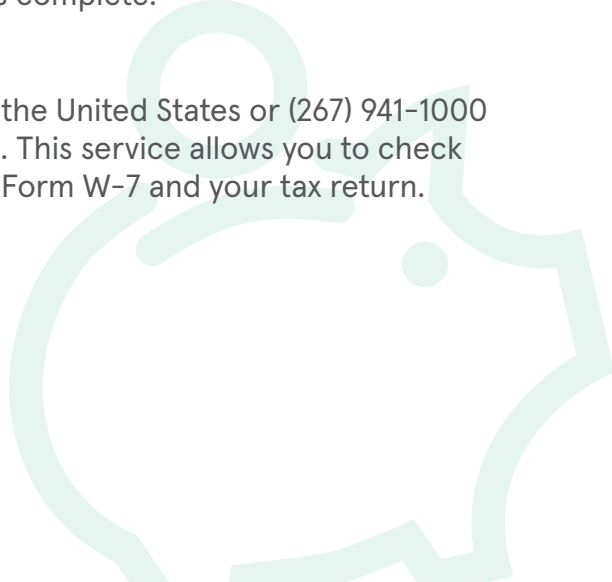 s complete.
the United States or (267) 941-1000
. This service allows you to check
Form W-7 and your tax return.